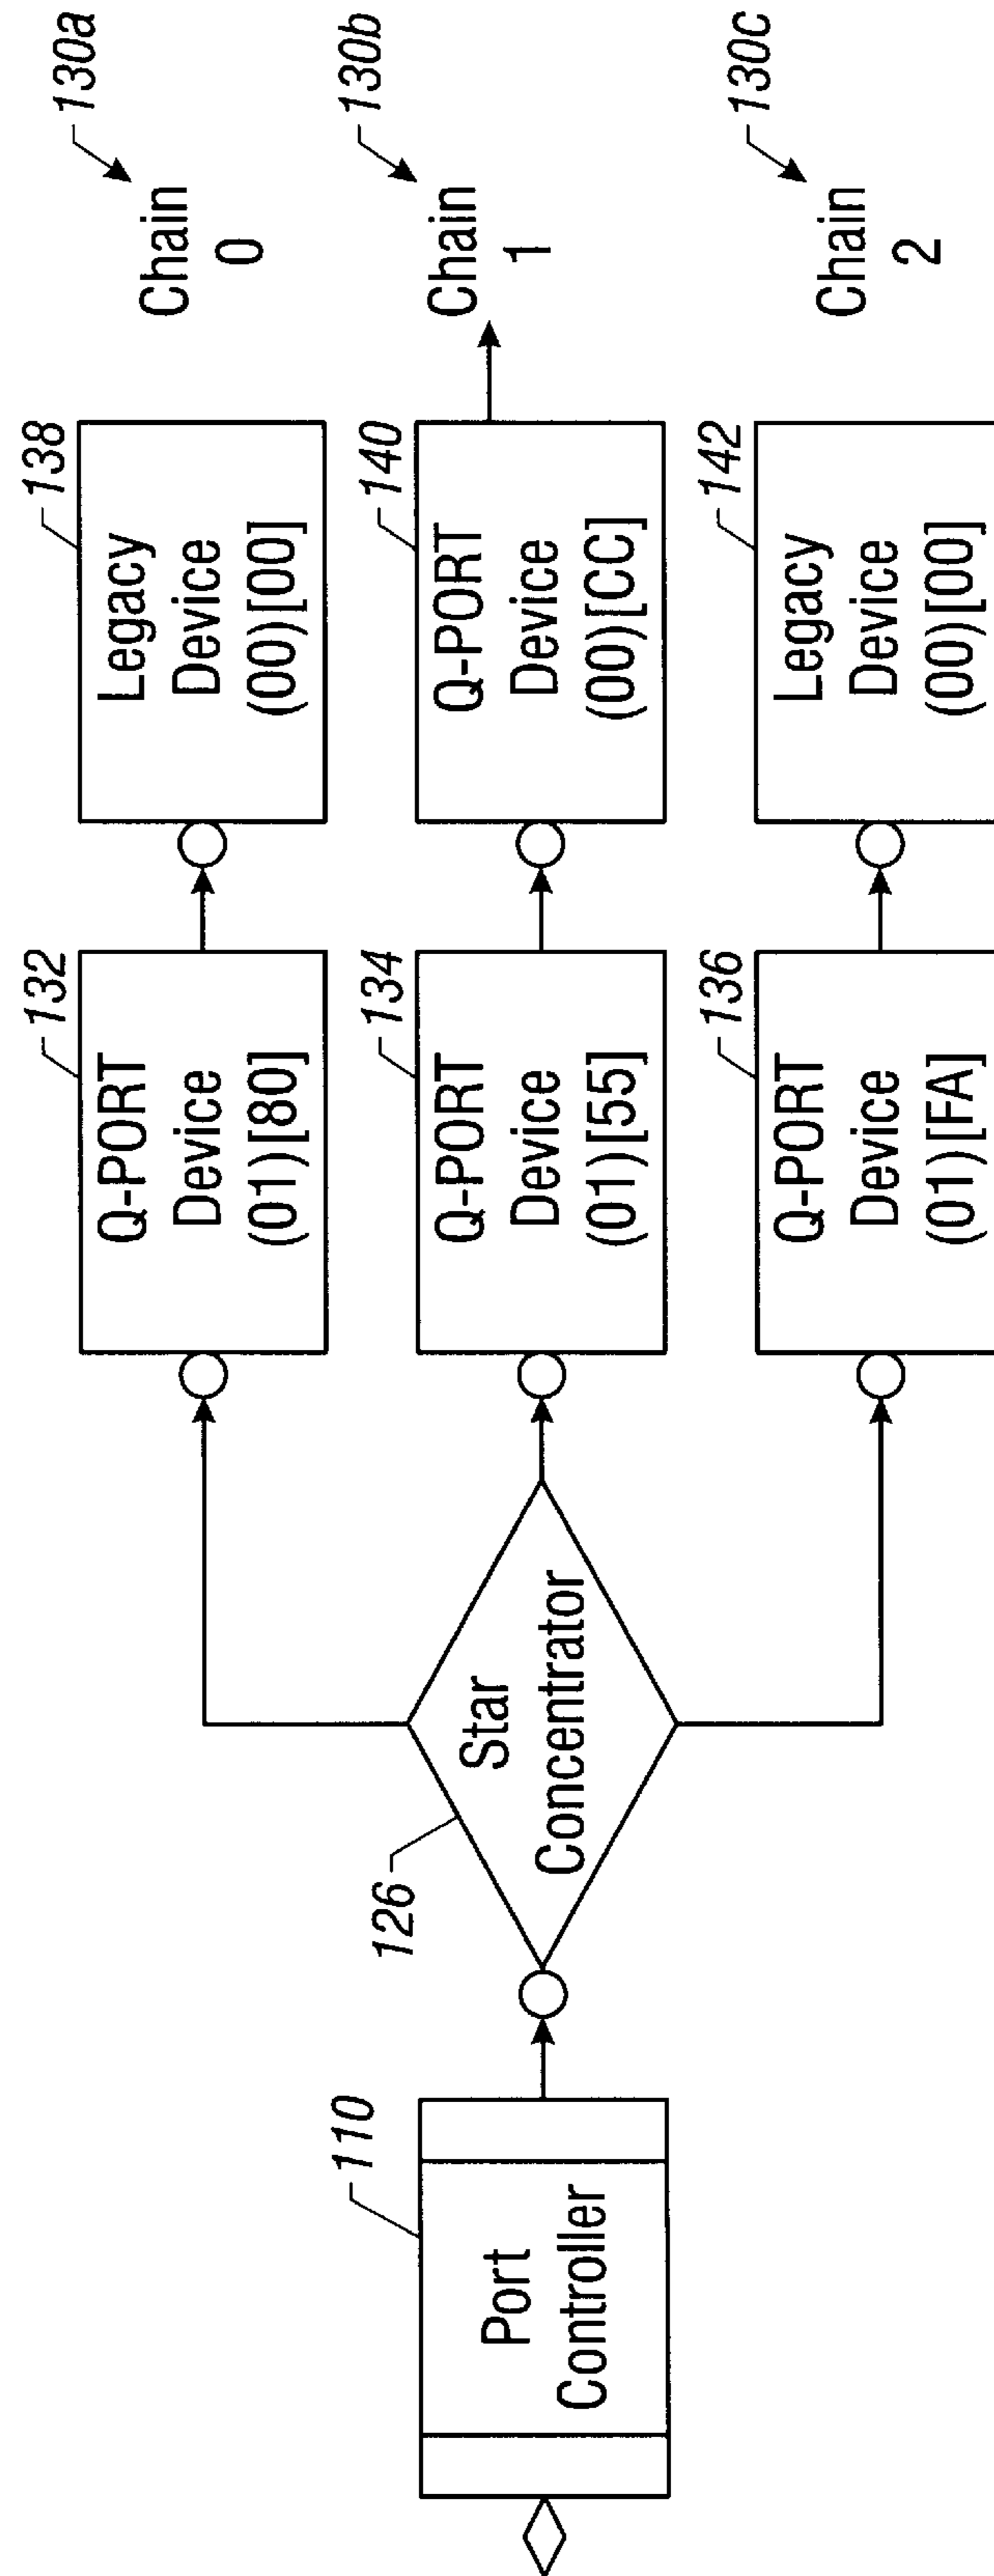 110
Port
Controller
126
Star
Concentrator
132
Q-PORT
Device
(01)[80]
138
Legacy
Device
(00)[00]
130a
Chain
0
134
Q-PORT
Device
(01)[55]
140
Q-PORT
Device
(00)[CC]
130b
Chain
1
136
Q-PORT
Device
(01)[FA]
142
Legacy
Device
(00)[00]
130c
Chain
2